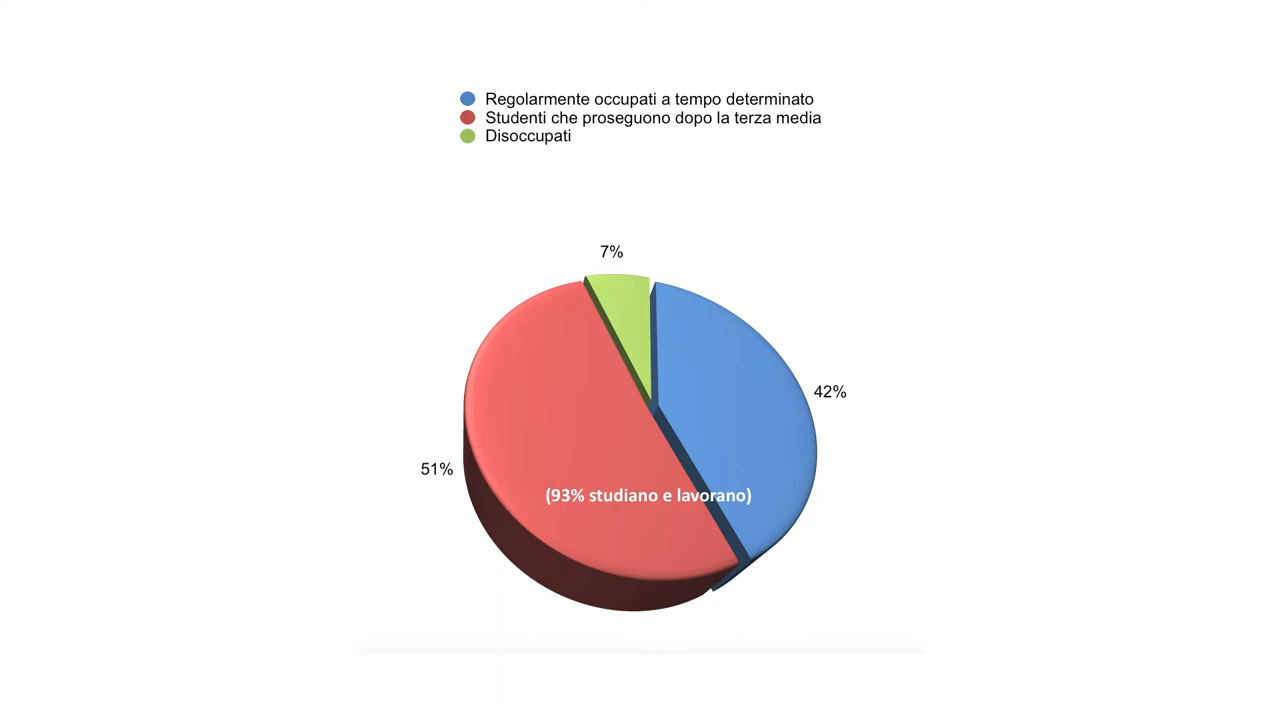 Regolarmente occupati a tempo determinato
Studenti che proseguono dopo la terza media
Disoccupati
7%
42%
51%
(93% studiano e lavorano)